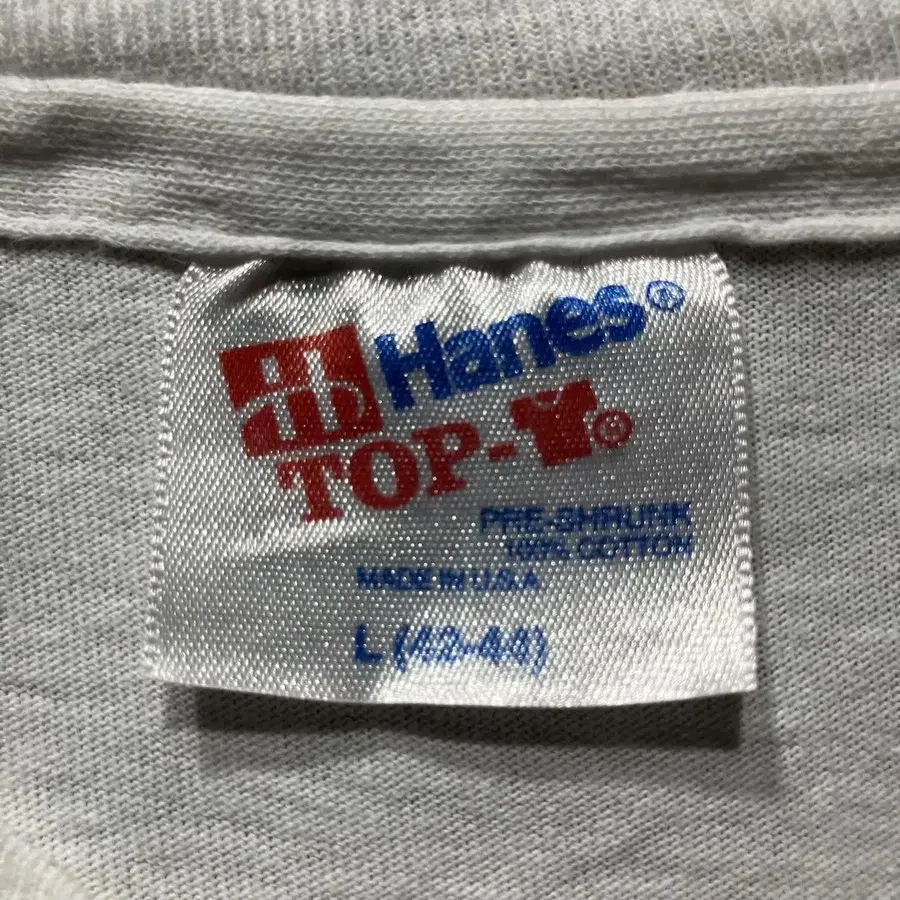 Hanes®
TOP-®
PRE-SHRUNK
100% COTTON
MADE IN U.S.A
L (42-44)